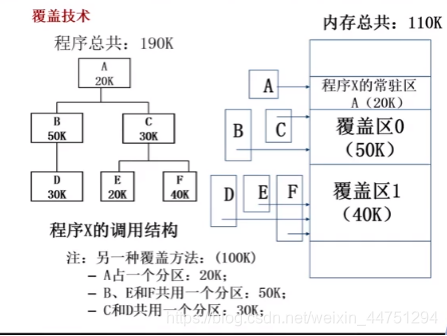 覆盖技术
程序总共：190K
内存总共：110K
A
20K
B
50K
C
30K
D
30K
E
20K
F
40K
程序X的调用结构
A
B
C
D
E
F
程序X的常驻区
A（20K）
覆盖区0
（50K）
覆盖区1
（40K）
注：另一种覆盖方法：(100K)
– A占一个分区：20K；
– B、E和F共用一个分区：50K；
– C和D共用一个分区：30K；
https://blog.csdn.net/weixin_44751294